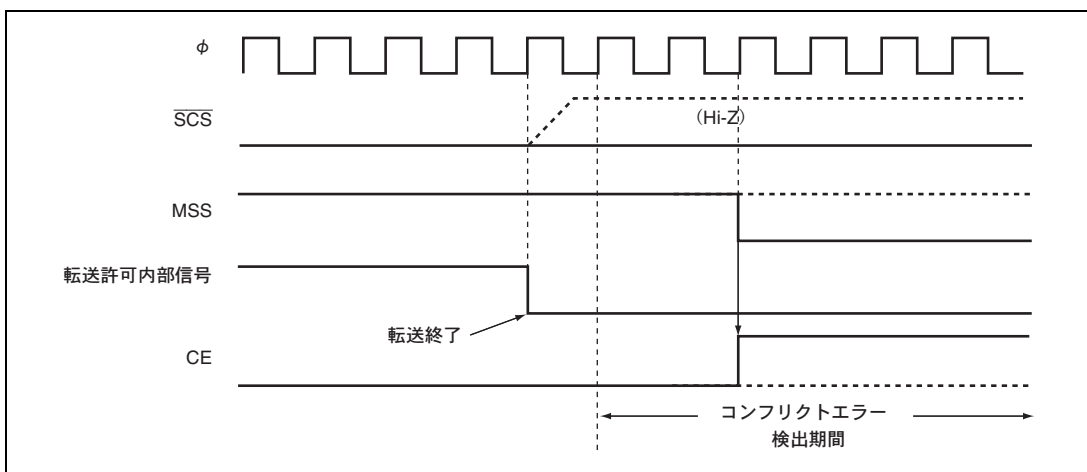 φ
SCS
（Hi-Z）
MSS
転送許可内部信号
転送終了
CE
コンフリクトエラー
検出期間